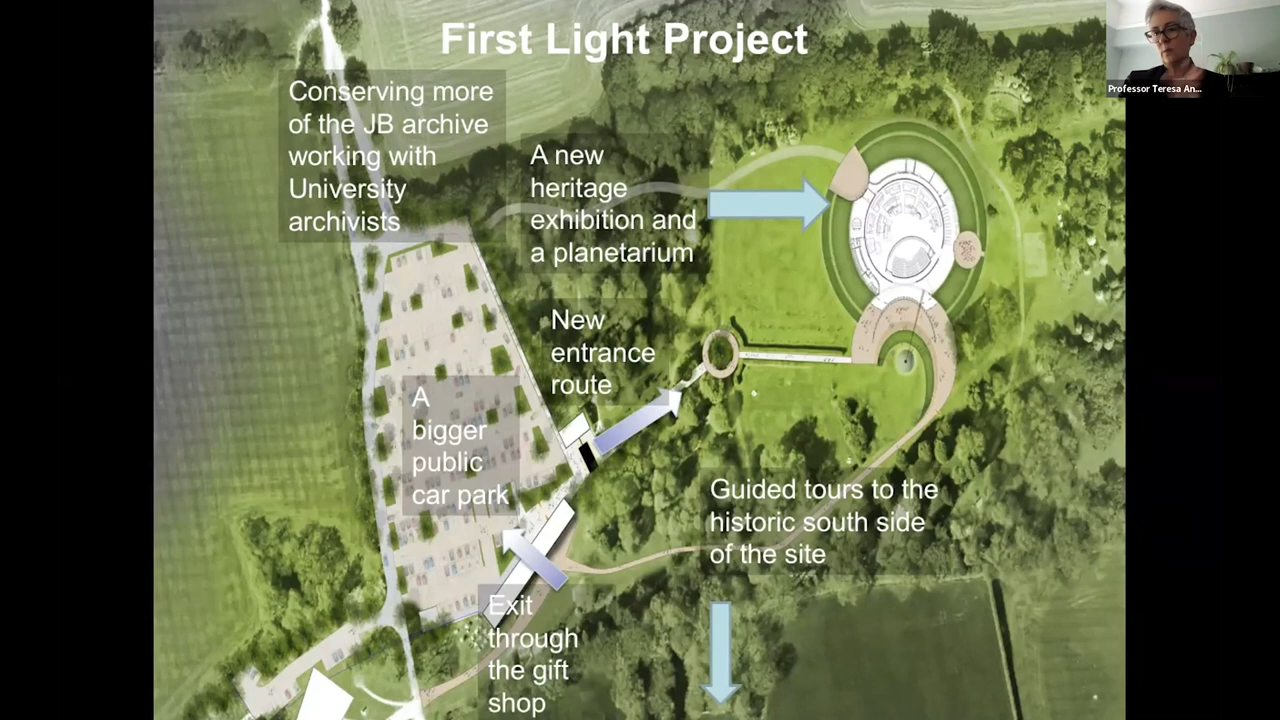 First Light Project
Professor Teresa An...
Conserving more
of the JB archive
working with
University
archivists
A new
heritage
exhibition and
a planetarium
New
entrance
route
A
bigger
public
car park
Guided tours to the
historic south side
of the site
Exit
through
the gift
shop